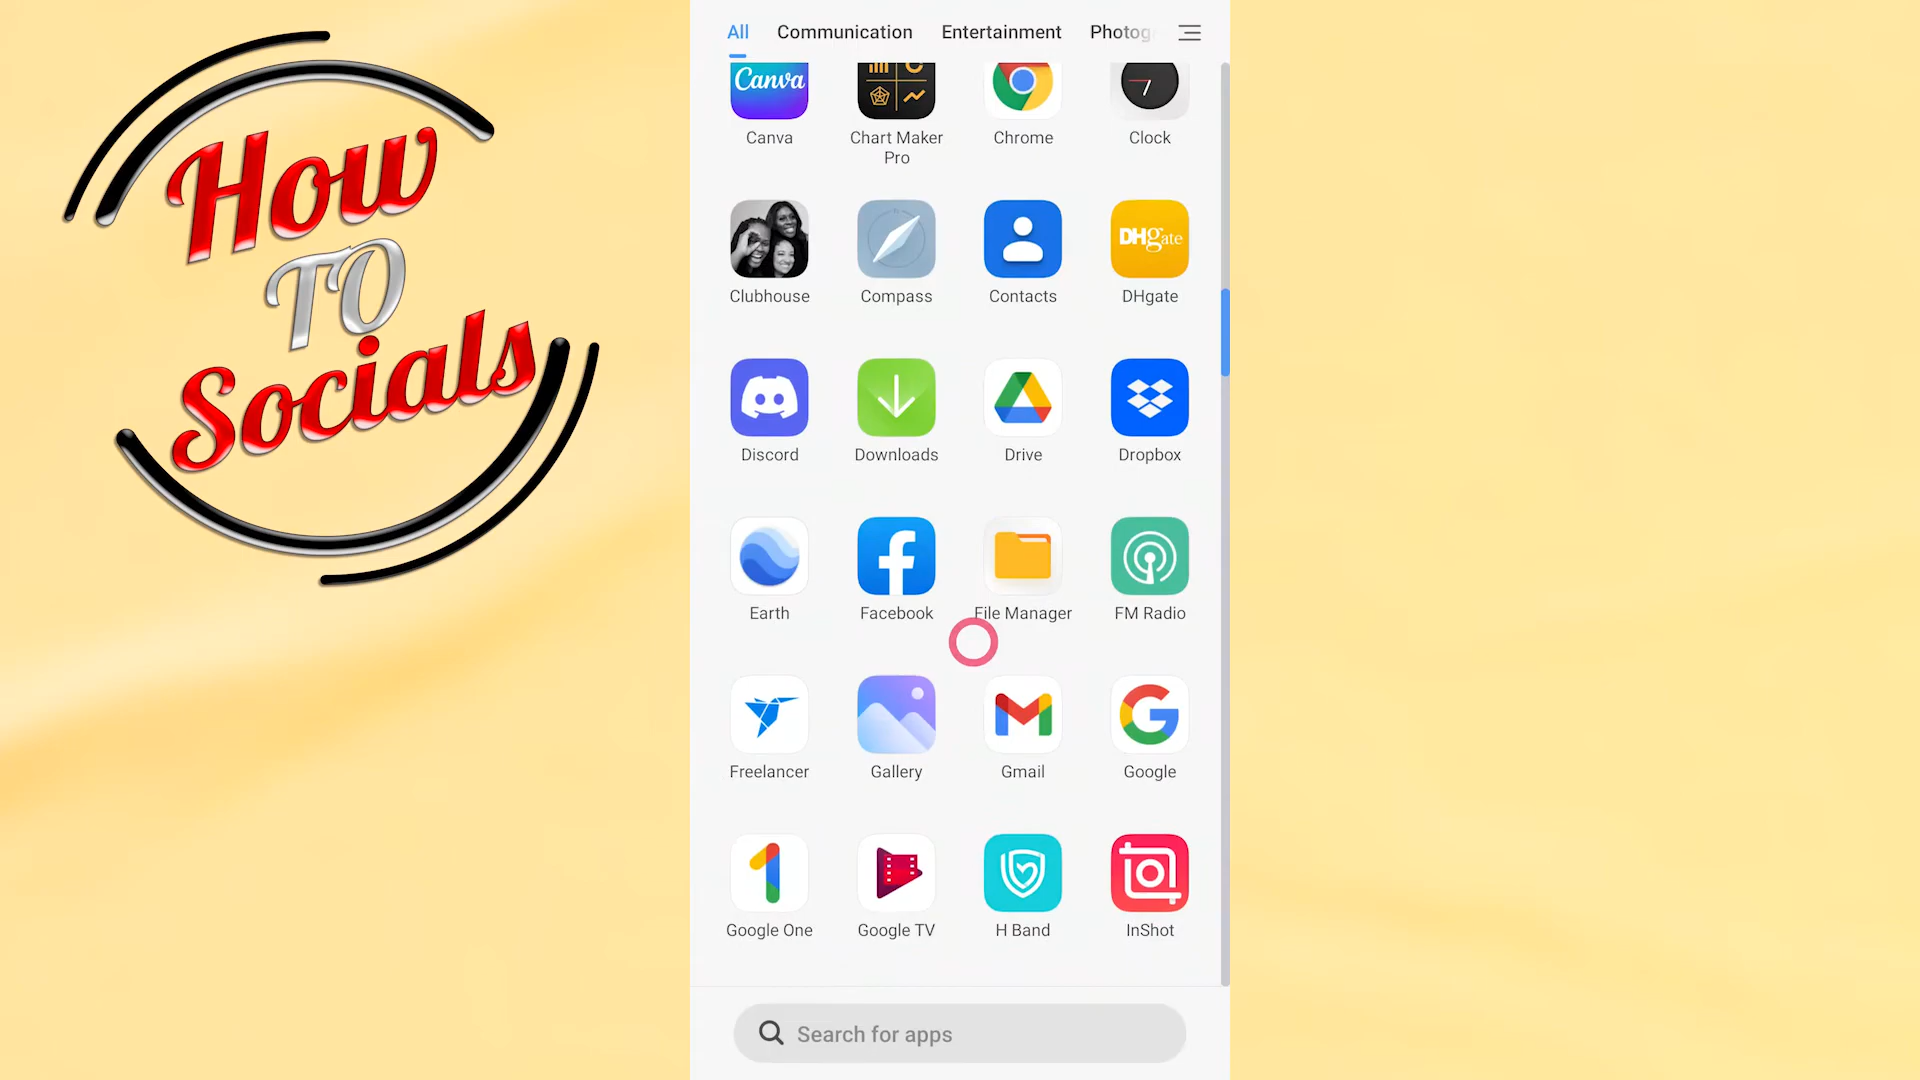 How
TO
Socials
All Communication Entertainment Photog
Canva
Canva Chart Maker Pro Chrome Clock
DHgate
Clubhouse Compass Contacts DHgate
Discord Downloads Drive Dropbox
Earth Facebook File Manager FM Radio
Freelancer Gallery Gmail Google
Google One Google TV H Band InShot
Search for apps